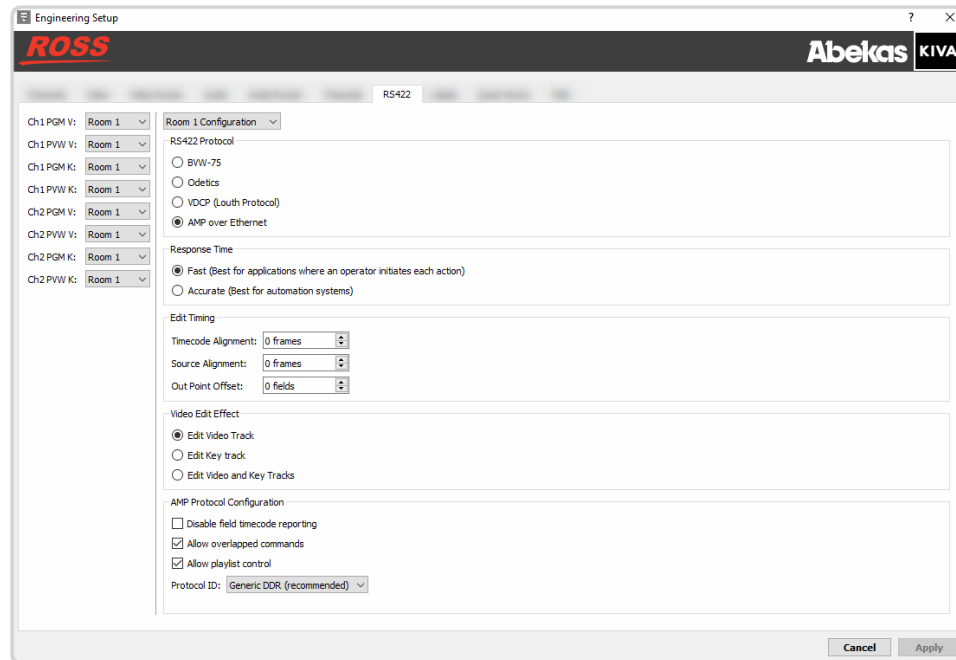 Engineering Setup
?
ROSS
Abekas KIVA
RS422
Ch1 PGM V: Room 1
Ch1 PVW V: Room 1
Ch1 PGM K: Room 1
Ch1 PVW K: Room 1
Ch2 PGM V: Room 1
Ch2 PVW V: Room 1
Ch2 PGM K: Room 1
Ch2 PVW K: Room 1
Room 1 Configuration
RS422 Protocol
BVW-75
Odetics
VDCP (Louth Protocol)
AMP over Ethernet
Response Time
Fast (Best for applications where an operator initiates each action)
Accurate (Best for automation systems)
Edit Timing
Timecode Alignment: 0 frames
Source Alignment: 0 frames
Out Point Offset: 0 fields
Video Edit Effect
Edit Video Track
Edit Key track
Edit Video and Key Tracks
AMP Protocol Configuration
Disable field timecode reporting
Allow overlapped commands
Allow playlist control
Protocol ID: Generic DDR (recommended)
Cancel Apply